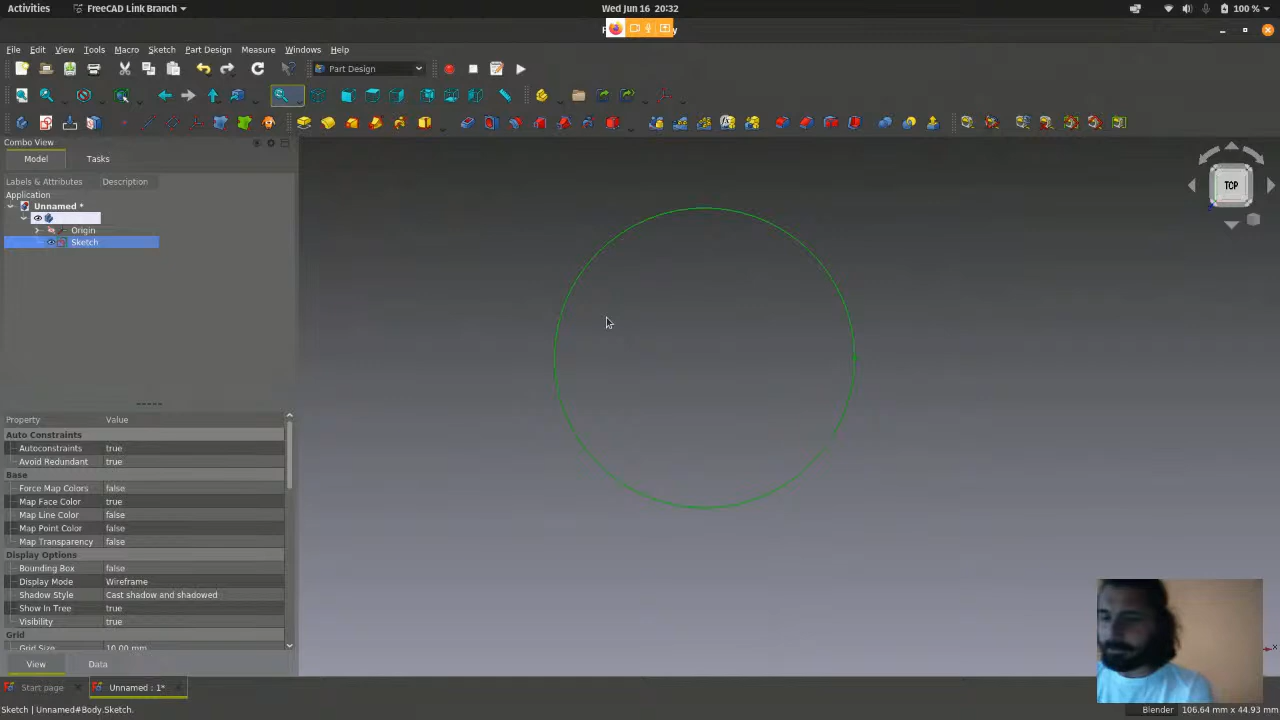 Activities
FreeCAD Link Branch
Wed Jun 16 20:32
100 %
File Edit View Tools Macro Sketch Part Design Measure Windows Help
Part Design
Combo View
Model Tasks
Labels & Attributes Description
Application
Unnamed *
Origin
Sketch
TOP
Property Value
Auto Constraints
Autoconstraints true
Avoid Redundant true
Base
Force Map Colors false
Map Face Color true
Map Line Color false
Map Point Color false
Map Transparency false
Display Options
Bounding Box false
Display Mode Wireframe
Shadow Style Cast shadow and shadowed
Show In Tree true
Visibility true
Grid
Grid Size 10.00 mm
View Data
Start page Unnamed : 1*
X
Sketch | Unnamed#Body.Sketch.
Blender 106.64 mm x 44.93 mm